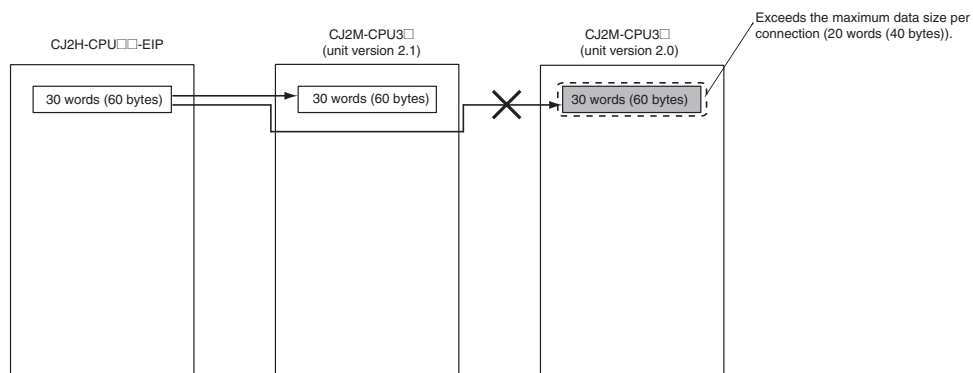 Exceeds the maximum data size per
connection (20 words (40 bytes)).
CJ2H-CPU□□-EIP
CJ2M-CPU3□
(unit version 2.1)
CJ2M-CPU3□
(unit version 2.0)
30 words (60 bytes)
30 words (60 bytes)
30 words (60 bytes)